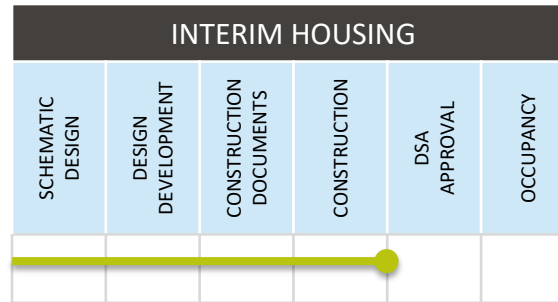 INTERIM HOUSING
SCHEMATIC
DESIGN
DESIGN
DEVELOPMENT
CONSTRUCTION
DOCUMENTS
CONSTRUCTION
DSA
APPROVAL
OCCUPANCY